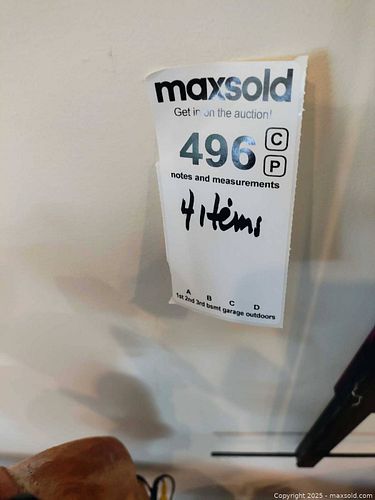 maxsold
Get in on the auction!
496
C
P
notes and measurements
4 items
A B C D
1st 2nd 3rd bsmt garage outdoors
Copyright 2025 - maxsold.com